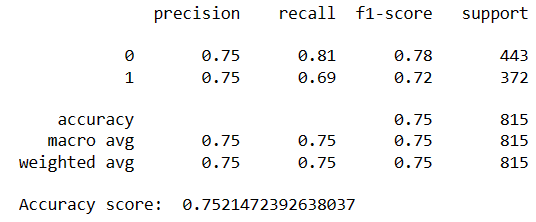 precision recall f1-score support
0 0.75 0.81 0.78 443
1 0.75 0.69 0.72 372
accuracy 0.75 815
macro avg 0.75 0.75 0.75 815
weighted avg 0.75 0.75 0.75 815
Accuracy score: 0.7521472392638037